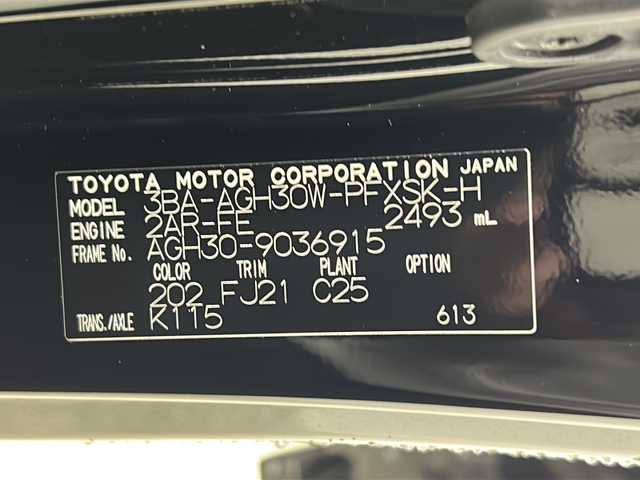 TOYOTA MOTOR CORPORATION JAPAN
MODEL 3BA-AGH30W-PFXSK-H
ENGINE 2AR-FE 2493 mL
FRAME No. AGH30-9036915
COLOR TRIM PLANT OPTION
202 FJ21 C25
TRANS./AXLE K115 613